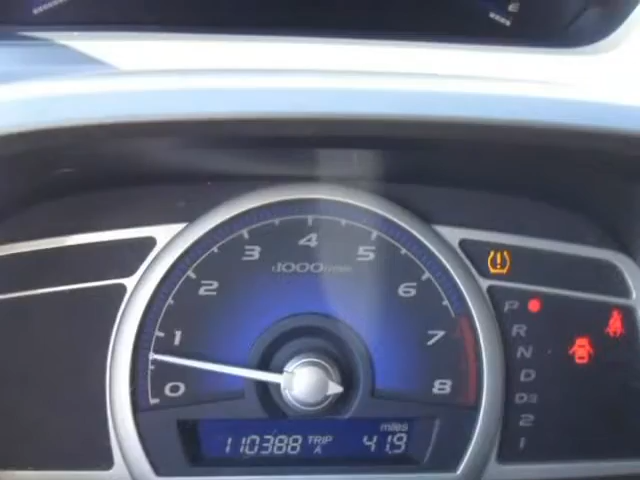 E
4
3 5
x1000r/min
2 6
1 7
0 8
miles
110388 TRIP A 41.9
P
R
N
D
D3
2
1